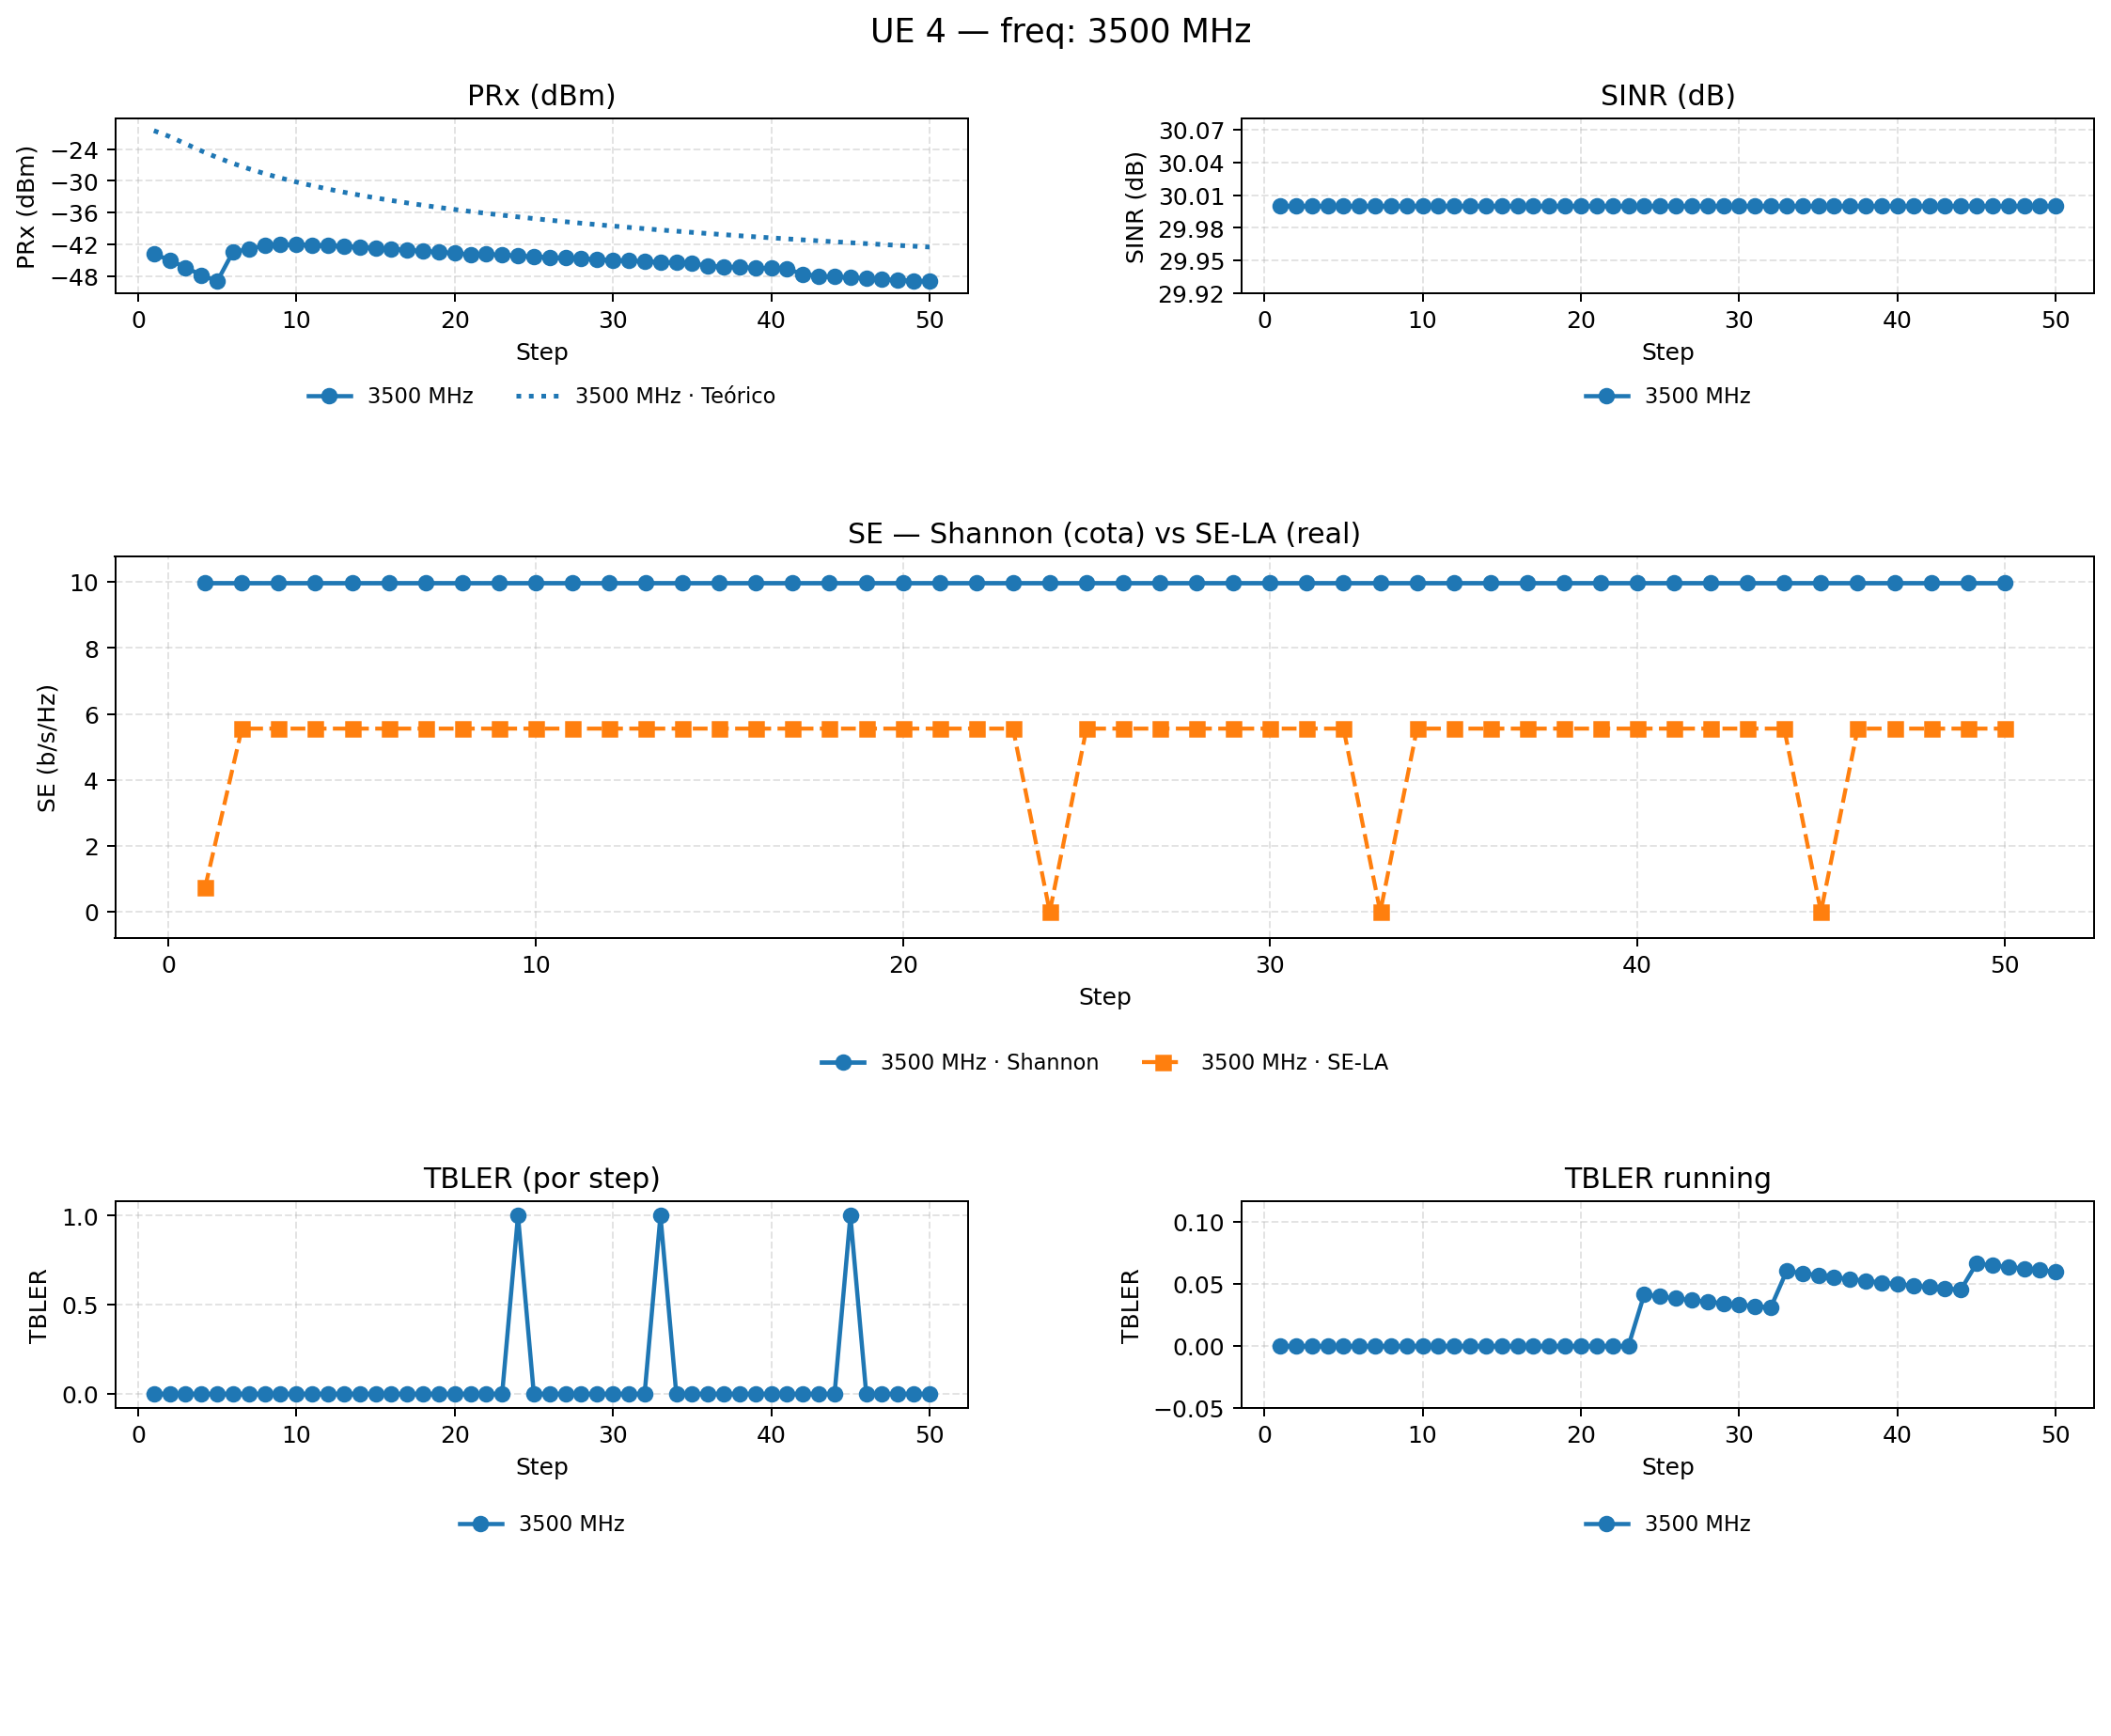 UE 4 — freq: 3500 MHz
PRx (dBm)
PRx (dBm)
−24
−30
−36
−42
−48
0 10 20 30 40 50
Step
3500 MHz 3500 MHz · Teórico
SINR (dB)
SINR (dB)
30.07
30.04
30.01
29.98
29.95
29.92
0 10 20 30 40 50
Step
3500 MHz
SE — Shannon (cota) vs SE-LA (real)
SE (b/s/Hz)
10
8
6
4
2
0
0 10 20 30 40 50
Step
3500 MHz · Shannon 3500 MHz · SE-LA
TBLER (por step)
TBLER
1.0
0.5
0.0
0 10 20 30 40 50
Step
3500 MHz
TBLER running
TBLER
0.10
0.05
0.00
−0.05
0 10 20 30 40 50
Step
3500 MHz